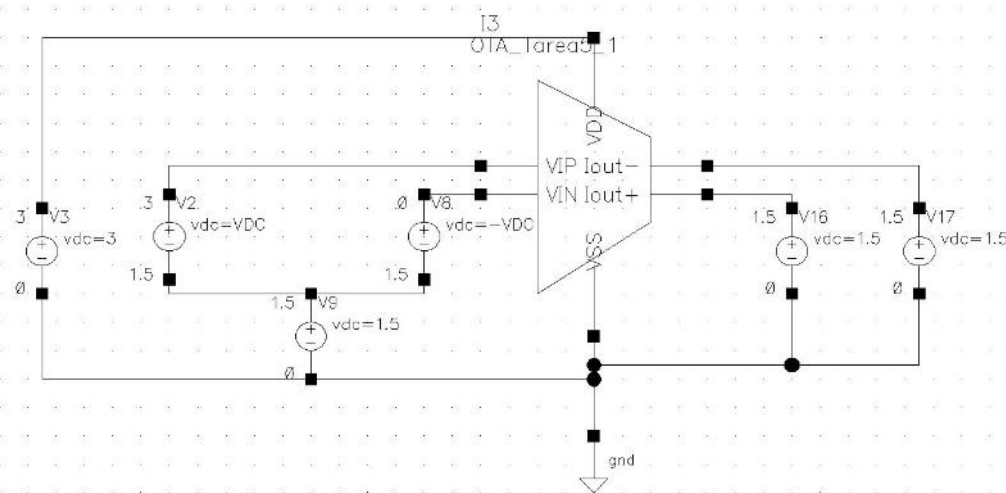 I3
OTA_Tarea5_1
VDD
VIP Iout-
VIN Iout+
VSS
3
V3
vdc=3
Ø
3
V2
vdc=VDC
1.5
Ø
V8
vdc=-VDC
1.5
1.5
V9
vdc=1.5
Ø
1.5
V16
vdc=1.5
Ø
1.5
V17
vdc=1.5
Ø
gnd